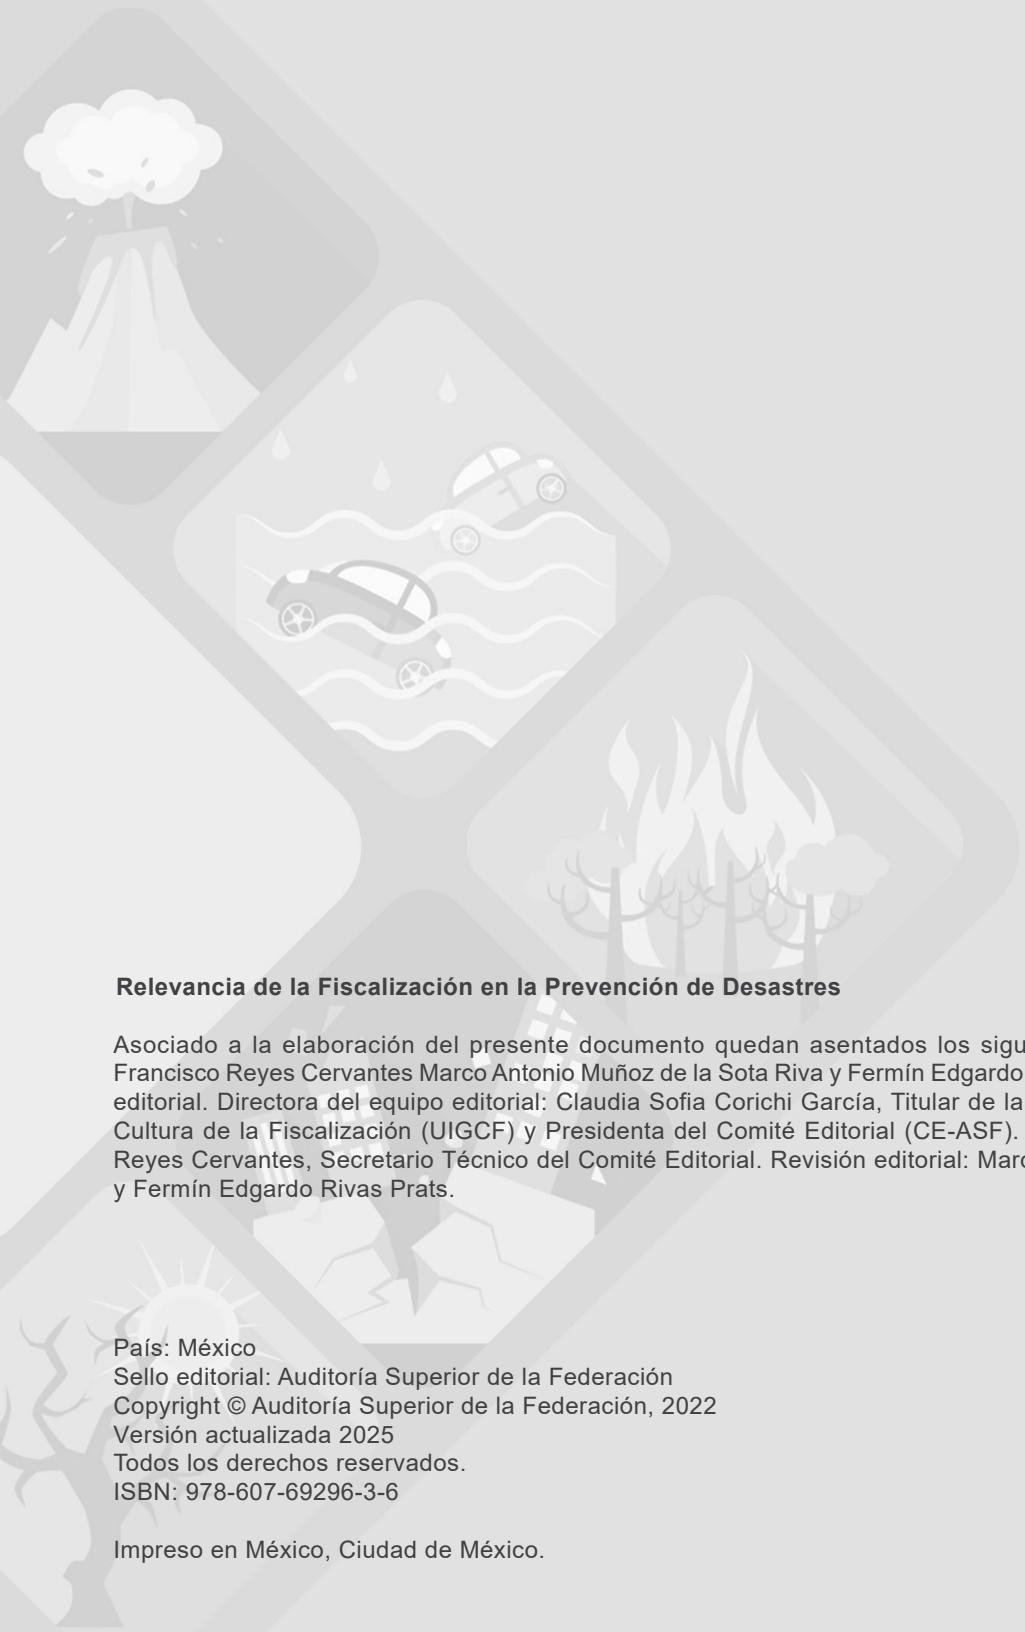 Relevancia de la Fiscalización en la Prevención de Desastres
Asociado a la elaboración del presente documento quedan asentados los
Francisco Reyes Cervantes Marco Antonio Muñoz de la Sota Riva y Fermín Edgardo
editorial. Directora del equipo editorial: Claudia Sofia Corichi García, Titular de la
Cultura de la Fiscalización (UIGCF) y Presidenta del Comité Editorial (CE-ASF).
Reyes Cervantes, Secretario Técnico del Comité Editorial. Revisión editorial:
y Fermín Edgardo Rivas Prats.
País: México
Sello editorial: Auditoría Superior de la Federación
Copyright © Auditoría Superior de la Federación, 2022
Versión actualizada 2025
Todos los derechos reservados.
ISBN: 978-607-69296-3-6
Impreso en México, Ciudad de México.